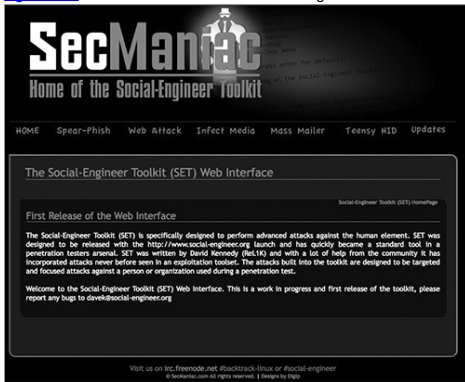 SecManiac
Home of the Social-Engineer Toolkit
HOME Spear-Phish Web Attack Infect Media Mass Mailer Teensy HID Updates
The Social-Engineer Toolkit (SET) Web Interface
Social-Engineer Toolkit (SET) HomePage
First Release of the Web Interface
The Social-Engineer Toolkit (SET) is specifically designed to perform advanced attacks against the human element. SET was
designed to be released with the http://www.social-engineer.org launch and has quickly became a standard tool in a
penetration testers arsenal. SET was written by David Kennedy (ReL1K) and with a lot of help from the community it has
incorporated attacks never before seen in an exploitation toolset. The attacks built into the toolkit are designed to be targeted
and focused attacks against a person or organization used during a penetration test.
Welcome to the Social-Engineer Toolkit (SET) Web Interface. This is a work in progress and first release of the toolkit, please
report any bugs to davek@social-engineer.org
Visit us on irc.freenode.net #backtrack-linux or #social-engineer
© SecManiac.com All rights reserved. | Designs by Digip